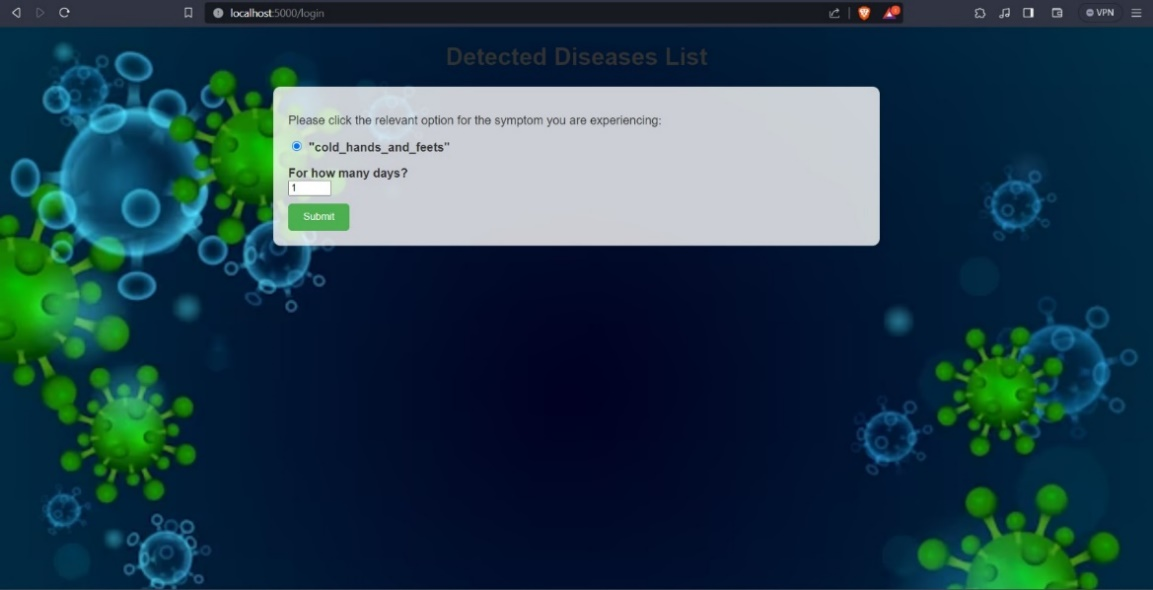 localhost:5000/login
VPN
Detected Diseases List
Please click the relevant option for the symptom you are experiencing:
"cold_hands_and_feets"
For how many days?
1
Submit